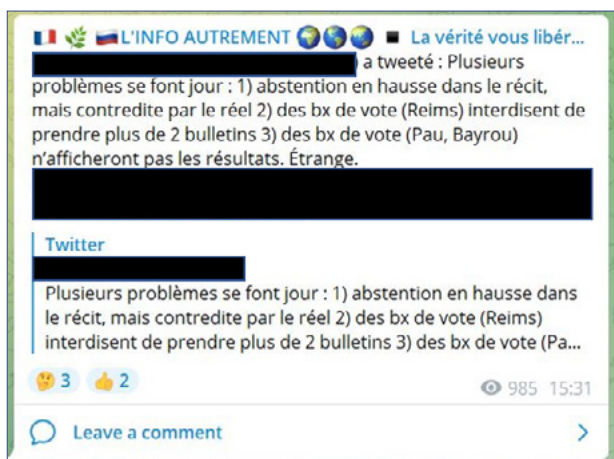 🇫🇷 🌿 🇷🇺L'INFO AUTREMENT 🌍🌎🌏 ◾ La vérité vous libér...
) a tweeté : Plusieurs
problèmes se font jour : 1) abstention en hausse dans le récit,
mais contredite par le réel 2) des bx de vote (Reims) interdisent de
prendre plus de 2 bulletins 3) des bx de vote (Pau, Bayrou)
n'afficheront pas les résultats. Étrange.
Twitter
Plusieurs problèmes se font jour : 1) abstention en hausse dans
le récit, mais contredite par le réel 2) des bx de vote (Reims)
interdisent de prendre plus de 2 bulletins 3) des bx de vote (Pa...
🤔 3 👍 2
985 15:31
Leave a comment